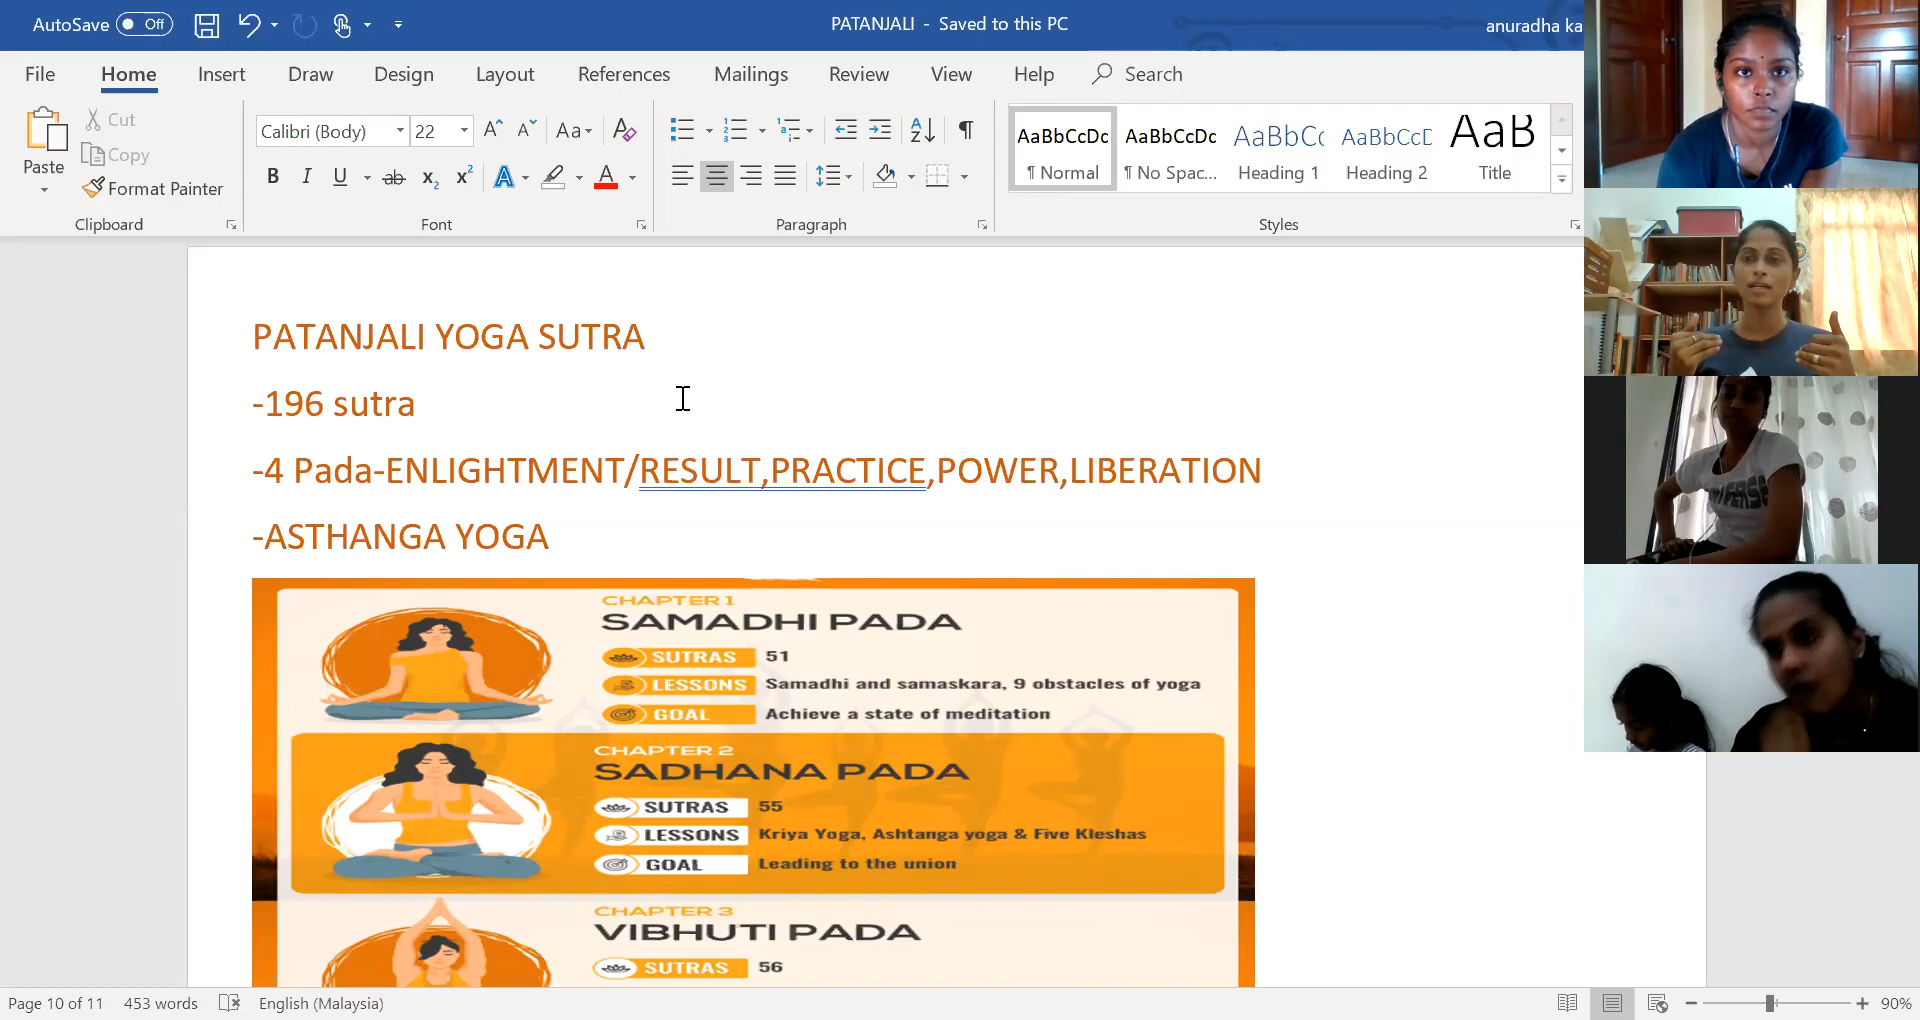 AutoSave Off PATANJALI - Saved to this PC anuradha ka
File Home Insert Draw Design Layout References Mailings Review View Help Search
Paste Cut Copy Format Painter
Clipboard
Calibri (Body) 22
Font
Paragraph
AaBbCcDc AaBbCcDc AaBbC AaBbCcE AaB
¶ Normal ¶ No Spac... Heading 1 Heading 2 Title
Styles
PATANJALI YOGA SUTRA
-196 sutra
-4 Pada-ENLIGHTMENT/RESULT,PRACTICE,POWER,LIBERATION
-ASTHANGA YOGA
CHAPTER 1
SAMADHI PADA
SUTRAS 51
LESSONS Samadhi and samaskara, 9 obstacles of yoga
GOAL Achieve a state of meditation
CHAPTER 2
SADHANA PADA
SUTRAS 55
LESSONS Kriya Yoga, Ashtanga yoga & Five Kleshas
GOAL Leading to the union
CHAPTER 3
VIBHUTI PADA
SUTRAS 56
Page 10 of 11 453 words English (Malaysia) 90%